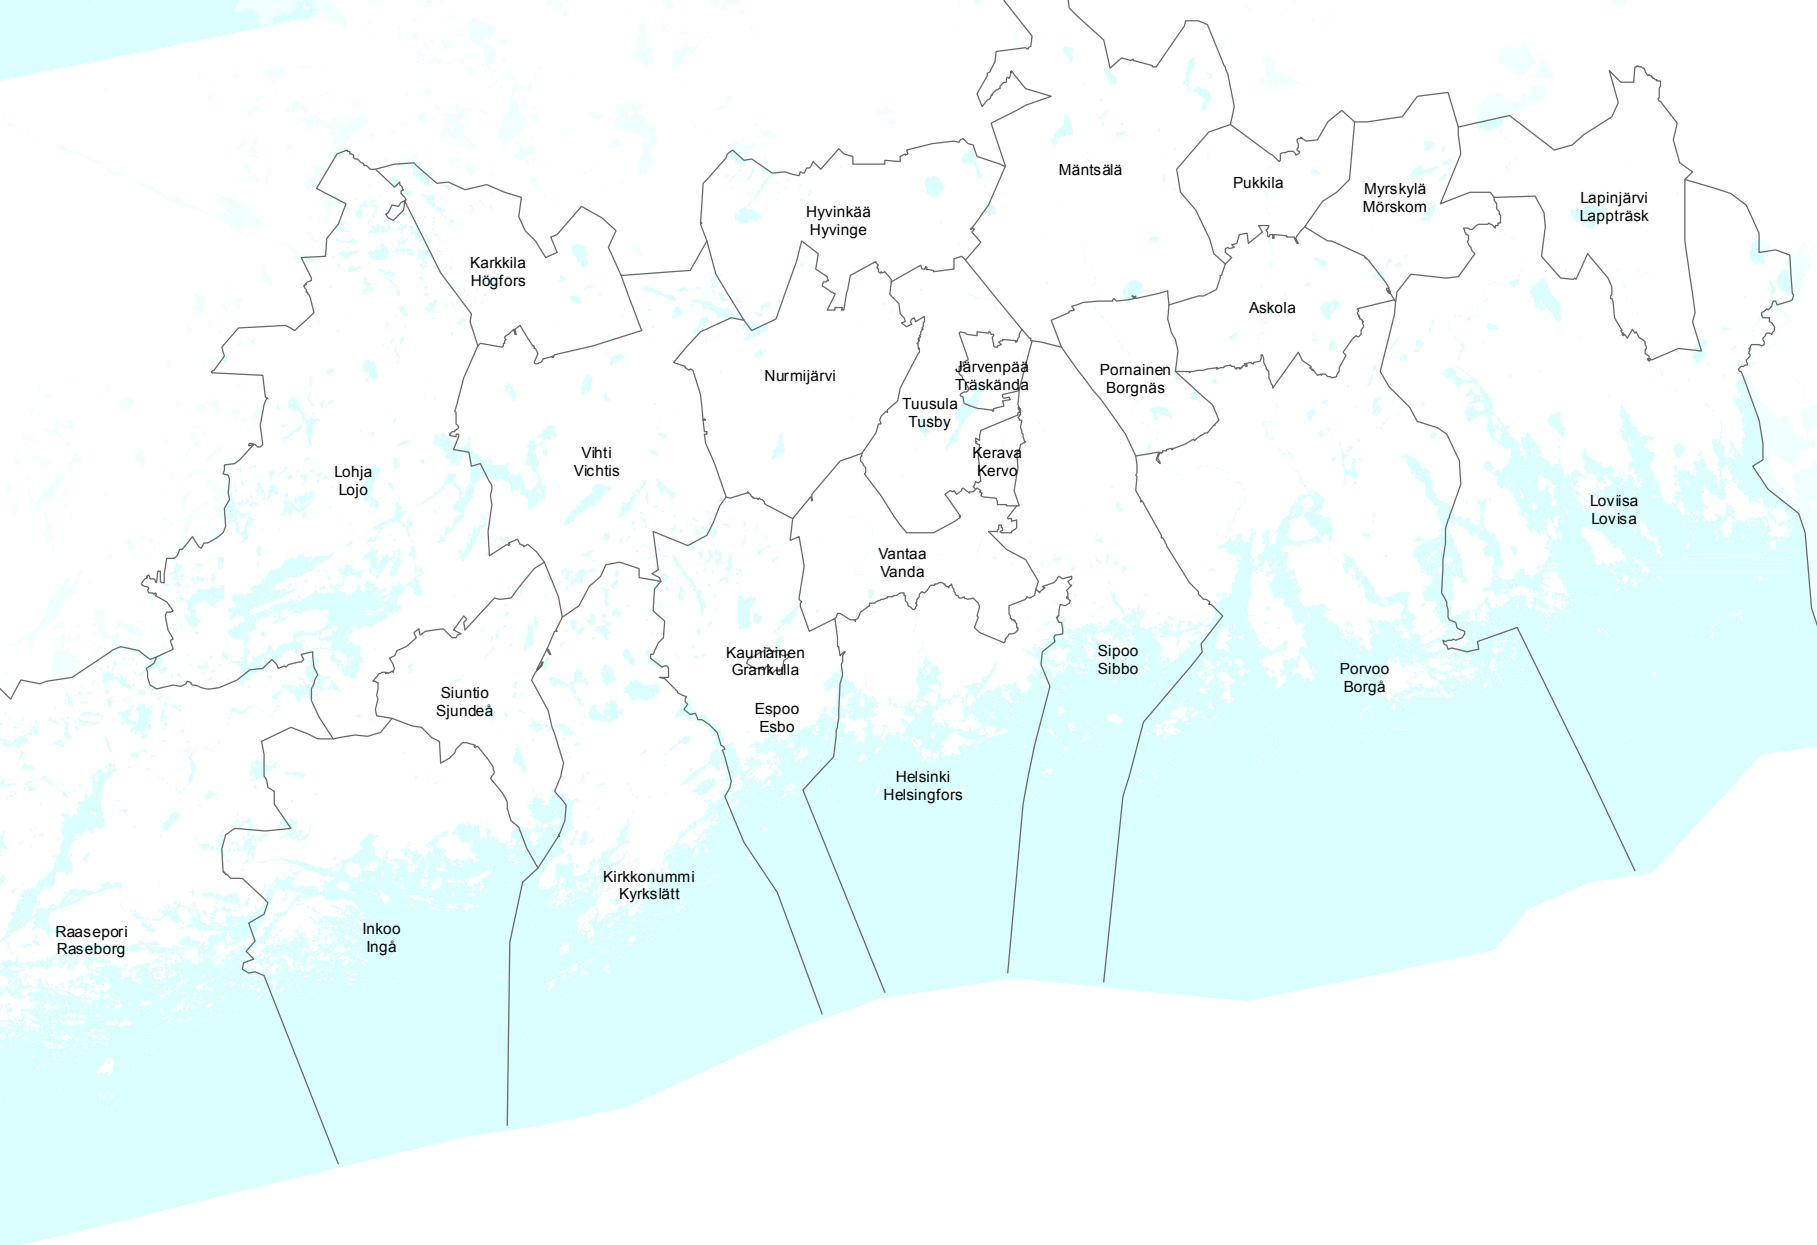 Mäntsälä
Pukkila
Myrskylä
Mörskom
Lapinjärvi
Lappträsk
Hyvinkää
Hyvinge
Karkkila
Högfors
Askola
Nurmijärvi
Järvenpää
Träskända
Pornainen
Borgnäs
Tuusula
Tusby
Vihti
Vichtis
Kerava
Kervo
Lohja
Lojo
Loviisa
Lovisa
Vantaa
Vanda
Kauniainen
Grankulla
Sipoo
Sibbo
Porvoo
Borgå
Siuntio
Sjundeå
Espoo
Esbo
Helsinki
Helsingfors
Kirkkonummi
Kyrkslätt
Raasepori
Raseborg
Inkoo
Ingå